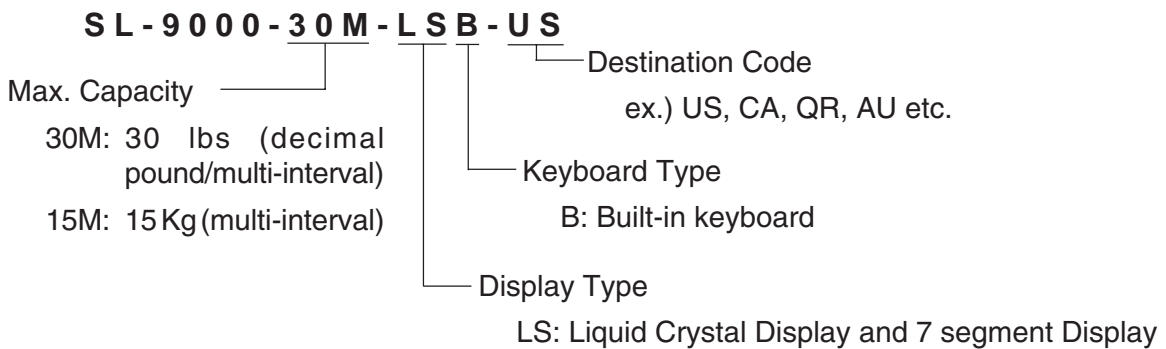 SL-9000-30M-LSB-US
Destination Code
ex.) US, CA, QR, AU etc.
Max. Capacity
30M: 30 lbs (decimal
pound/multi-interval)
15M: 15 Kg (multi-interval)
Keyboard Type
B: Built-in keyboard
Display Type
LS: Liquid Crystal Display and 7 segment Display